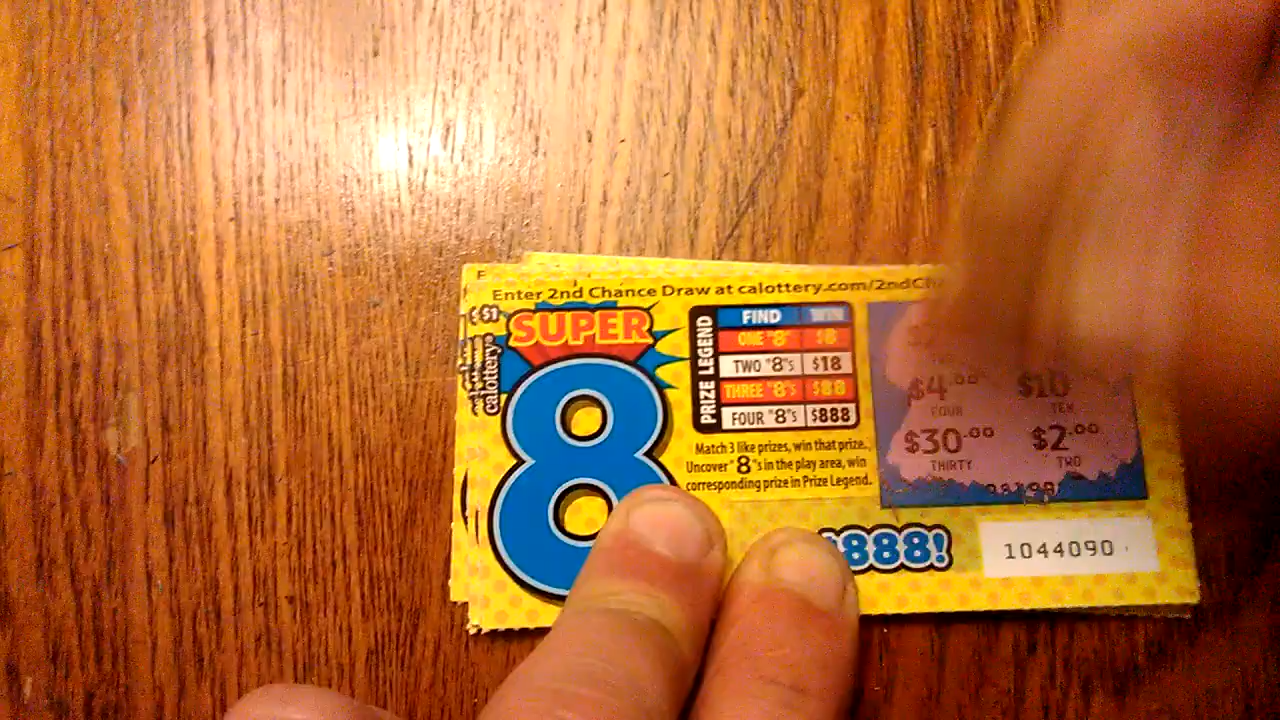 Enter 2nd Chance Draw at calottery.com/2ndCh
$1
SUPER
8
calottery
PRIZE LEGEND
FIND WIN
ONE "8" $8
TWO "8"s $18
THREE "8"s $88
FOUR "8"s $888
Match 3 like prizes, win that prize.
Uncover "8"s in the play area, win
corresponding prize in Prize Legend.
$4.00 $10
FOUR TEN
$30.00 $2.00
THIRTY TWO
$888!
1044090